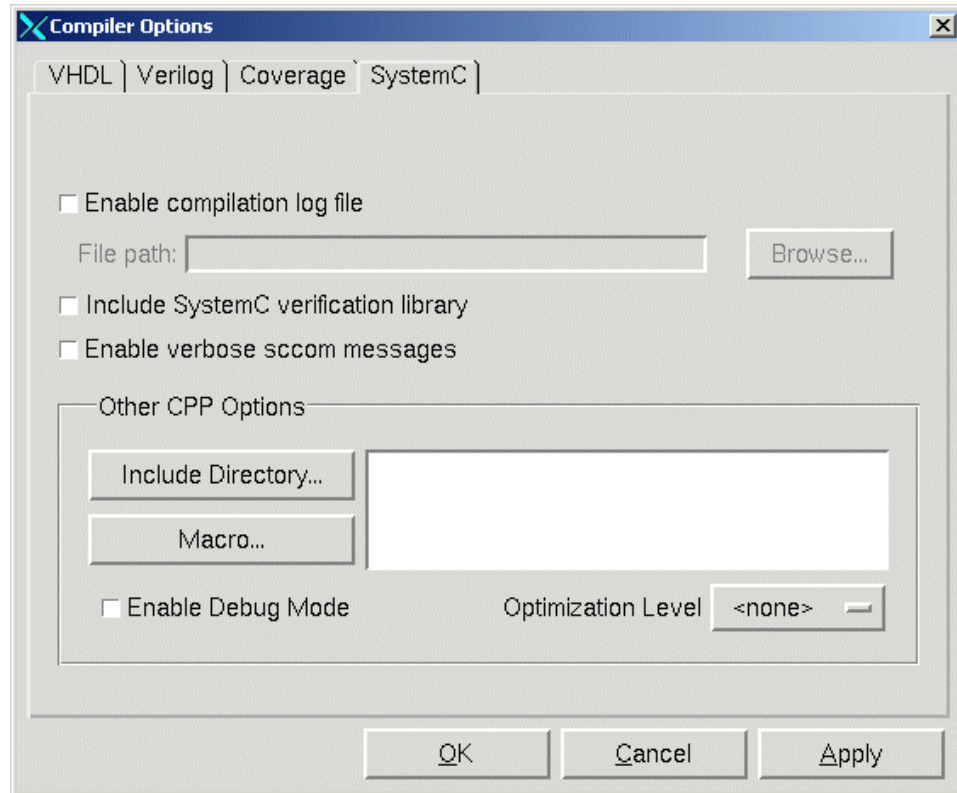 Compiler Options
VHDL Verilog Coverage SystemC
Enable compilation log file
File path: Browse...
Include SystemC verification library
Enable verbose sccom messages
Other CPP Options
Include Directory...
Macro...
Enable Debug Mode Optimization Level <none>
OK Cancel Apply